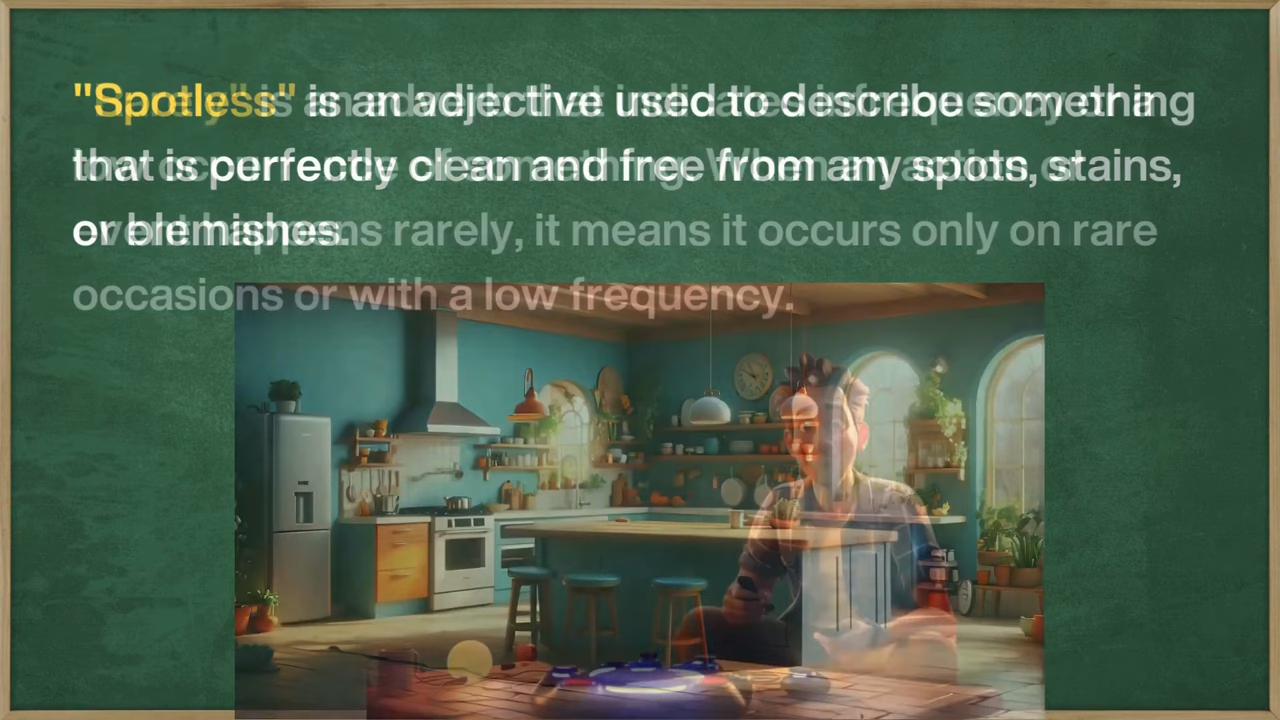 "Spotless" is an adjective used to describe something
that is perfectly clean and free from any spots, stains,
or blemishes.
rarely, it means it occurs only on rare
occasions or with a low frequency.